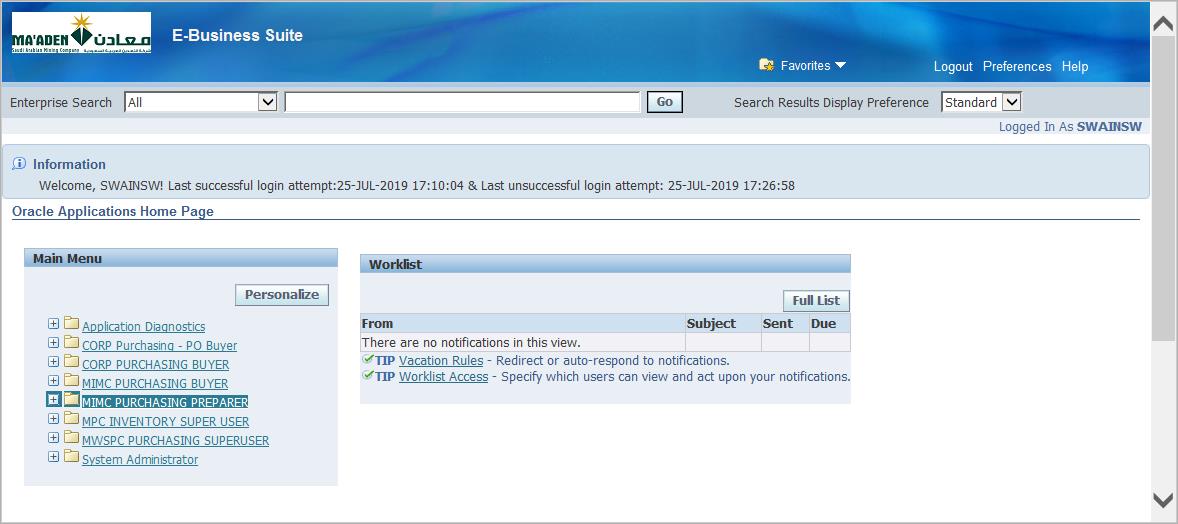 MA'ADEN معادن
Saudi Arabian Mining Company شركة التعدين العربية السعودية
E-Business Suite
Favorites
Logout Preferences Help
Enterprise Search All Go Search Results Display Preference Standard
Logged In As SWAINSW
Information
Welcome, SWAINSW! Last successful login attempt:25-JUL-2019 17:10:04 & Last unsuccessful login attempt: 25-JUL-2019 17:26:58
Oracle Applications Home Page
Main Menu
Personalize
Application Diagnostics
CORP Purchasing - PO Buyer
CORP PURCHASING BUYER
MIMC PURCHASING BUYER
MIMC PURCHASING PREPARER
MPC INVENTORY SUPER USER
MWSPC PURCHASING SUPERUSER
System Administrator
Worklist
Full List
From Subject Sent Due
There are no notifications in this view.
TIP Vacation Rules - Redirect or auto-respond to notifications.
TIP Worklist Access - Specify which users can view and act upon your notifications.